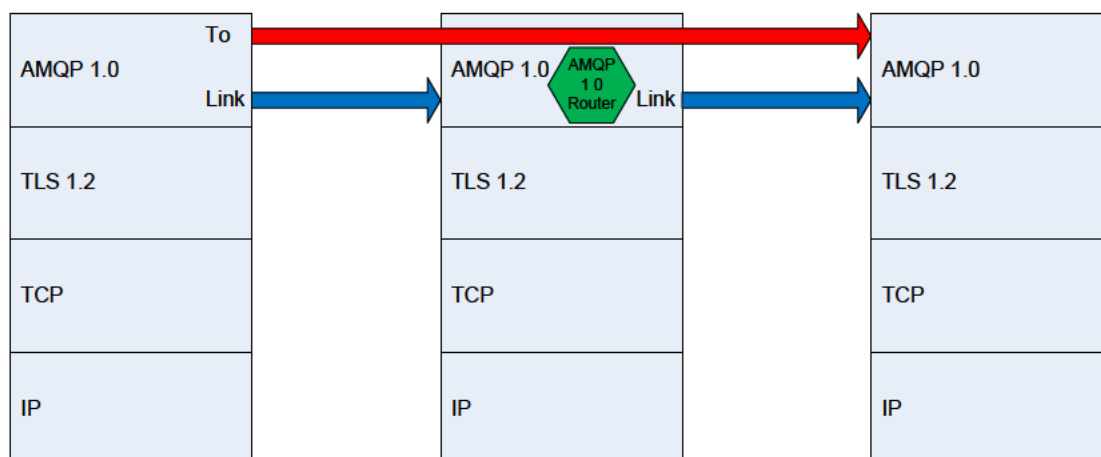 To
AMQP 1.0
Link
TLS 1.2
TCP
IP
AMQP 1.0
AMQP
1 0
Router
Link
TLS 1.2
TCP
IP
AMQP 1.0
TLS 1.2
TCP
IP